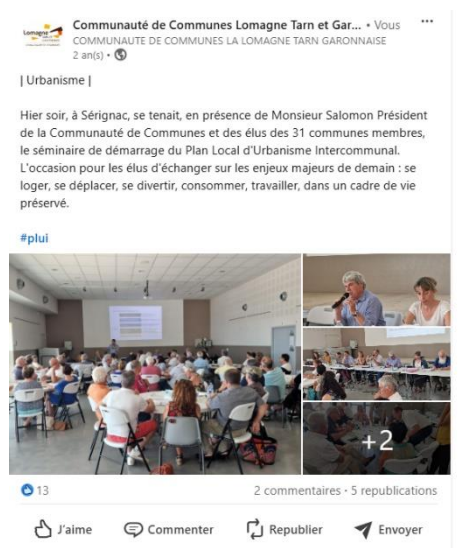 Lomagne
Communauté de Communes Lomagne Tarn et Gar... • Vous
COMMUNAUTE DE COMMUNES LA LOMAGNE TARN GARONNAISE
2 an(s) •
| Urbanisme |
Hier soir, à Sérignac, se tenait, en présence de Monsieur Salomon Président
de la Communauté de Communes et des élus des 31 communes membres,
le séminaire de démarrage du Plan Local d'Urbanisme Intercommunal.
L'occasion pour les élus d'échanger sur les enjeux majeurs de demain : se
loger, se déplacer, se divertir, consommer, travailler, dans un cadre de vie
préservé.
#plui
+2
13
2 commentaires · 5 republications
J'aime
Commenter
Republier
Envoyer